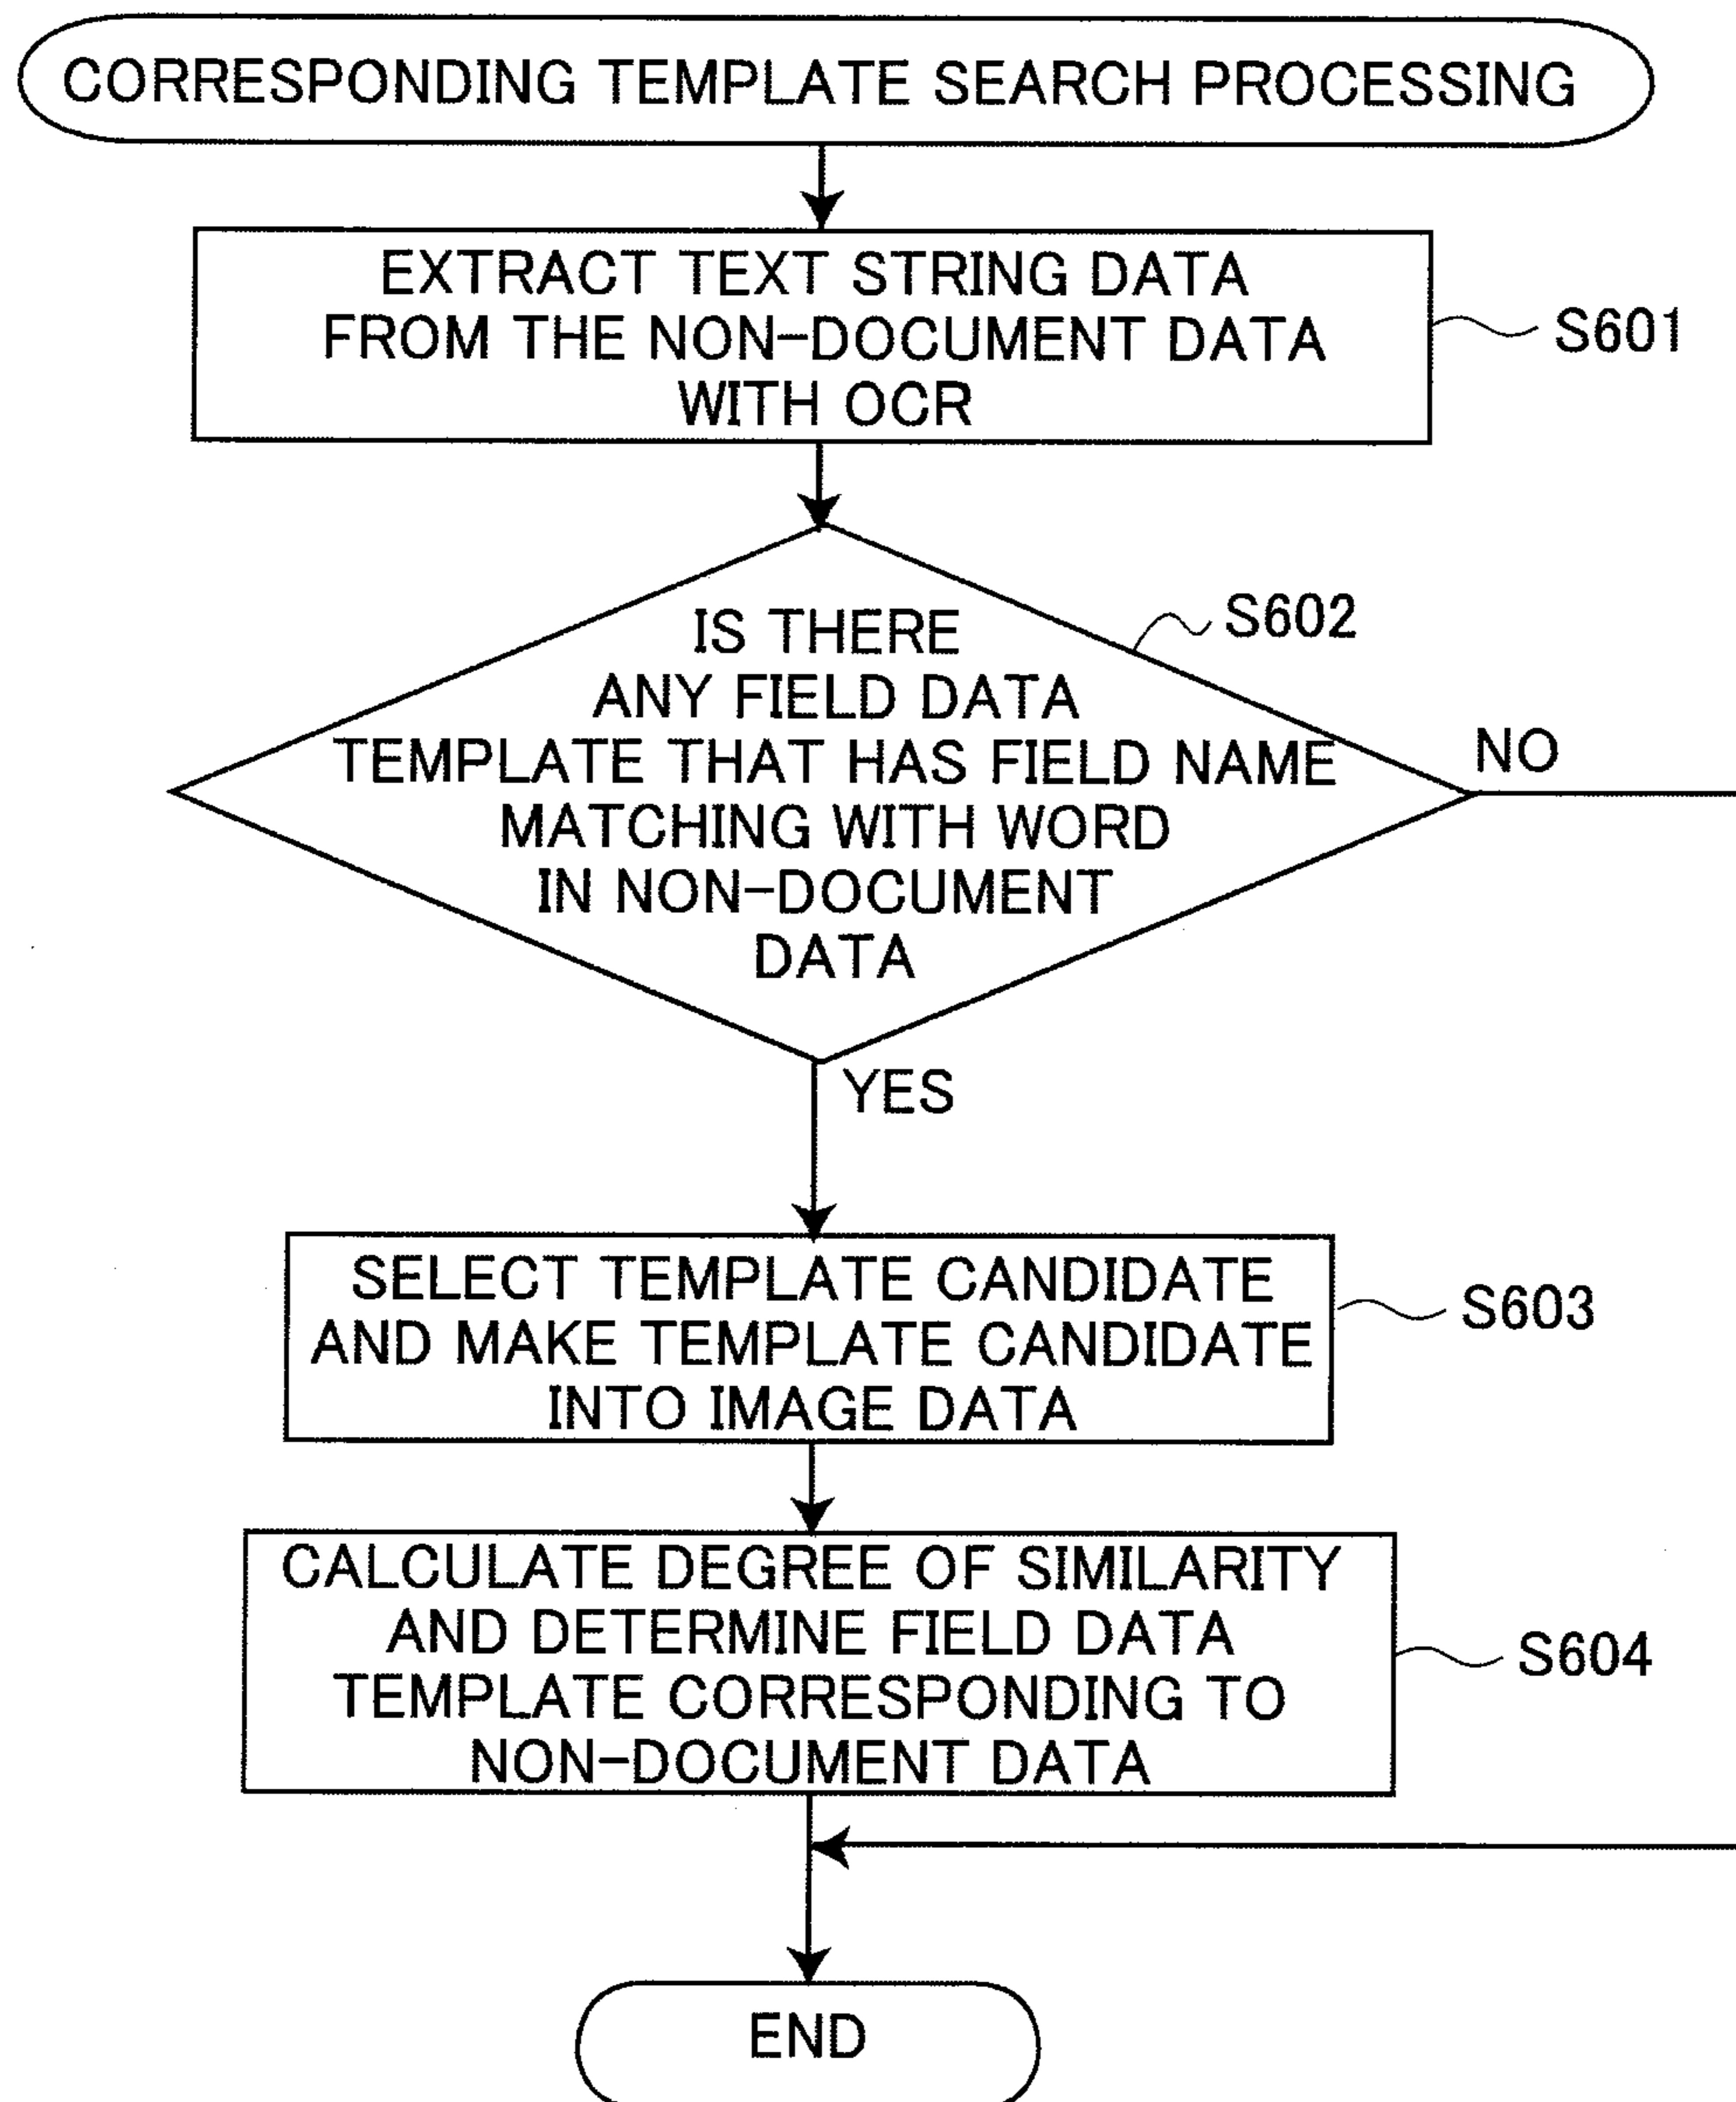 CORRESPONDING TEMPLATE SEARCH PROCESSING
EXTRACT TEXT STRING DATA
FROM THE NON-DOCUMENT DATA
WITH OCR
S601
IS THERE
ANY FIELD DATA
TEMPLATE THAT HAS FIELD NAME
MATCHING WITH WORD
IN NON-DOCUMENT
DATA
S602
NO
YES
SELECT TEMPLATE CANDIDATE
AND MAKE TEMPLATE CANDIDATE
INTO IMAGE DATA
S603
CALCULATE DEGREE OF SIMILARITY
AND DETERMINE FIELD DATA
TEMPLATE CORRESPONDING TO
NON-DOCUMENT DATA
S604
END